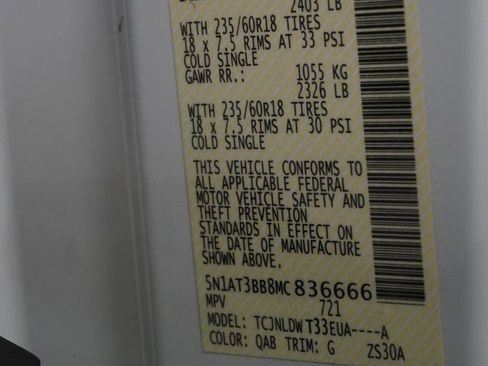 2403 LB
WITH 235/60R18 TIRES
18 x 7.5 RIMS AT 33 PSI
COLD SINGLE
GAWR RR.: 1055 KG
2326 LB
WITH 235/60R18 TIRES
18 x 7.5 RIMS AT 30 PSI
COLD SINGLE
THIS VEHICLE CONFORMS TO
ALL APPLICABLE FEDERAL
MOTOR VEHICLE SAFETY AND
THEFT PREVENTION
STANDARDS IN EFFECT ON
THE DATE OF MANUFACTURE
SHOWN ABOVE.
5N1AT3BB8MC 836666
MPV 721
MODEL: TCJNLDW T33EUA----A
COLOR: QAB TRIM: G ZS30A